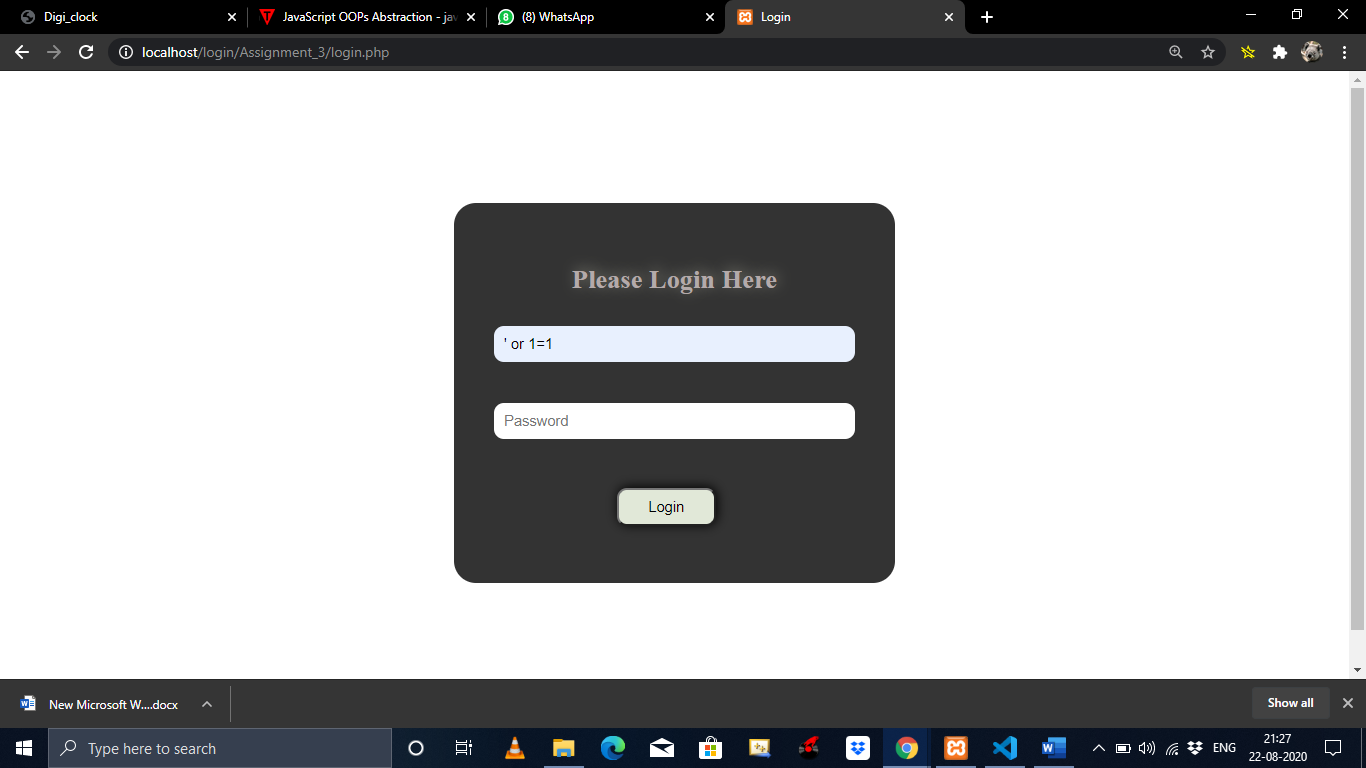 Digi_clock
JavaScript OOPs Abstraction - jav
8
(8) WhatsApp
Login
localhost/login/Assignment_3/login.php
Please Login Here
' or 1=1
Password
Login
New Microsoft W....docx
Show all
Type here to search
ENG
21:27
22-08-2020